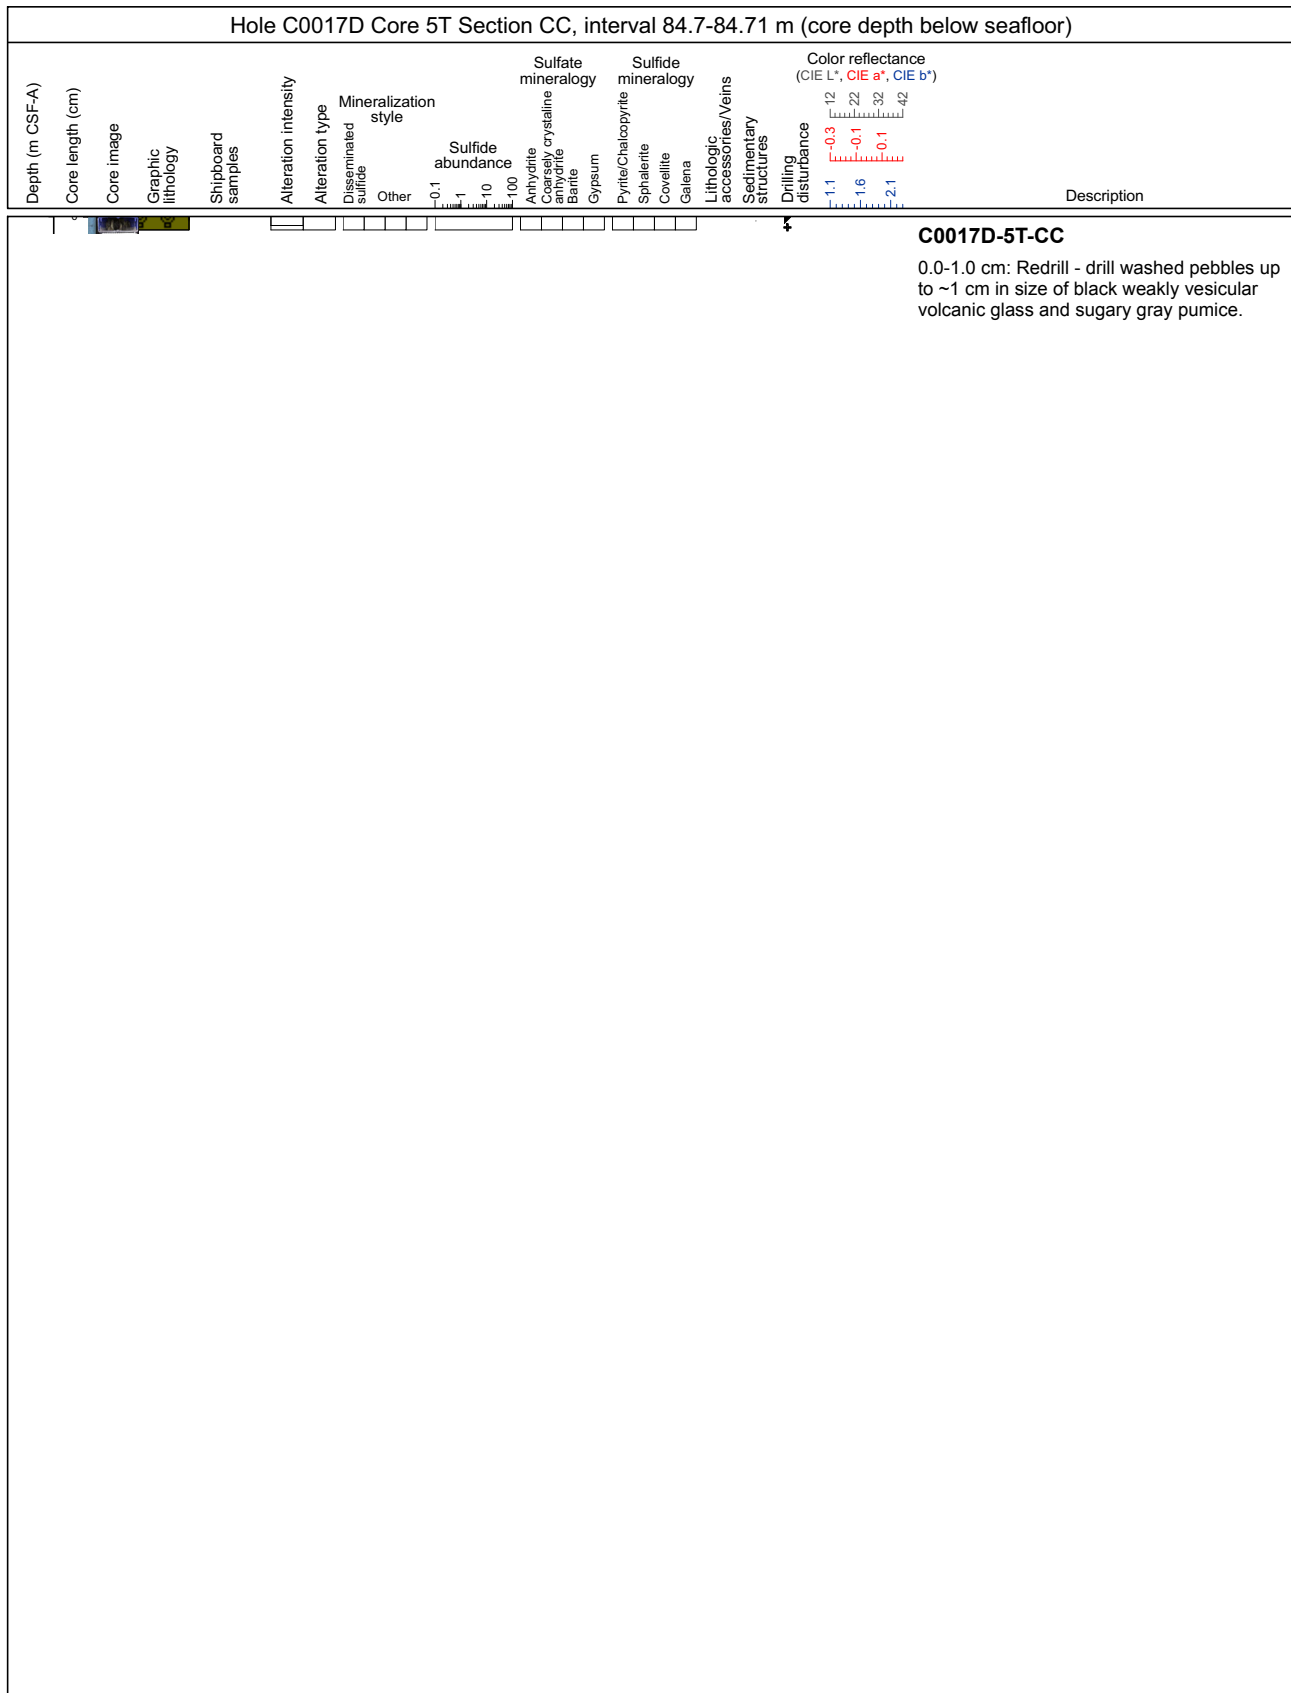 Hole C0017D Core 5T Section CC, interval 84.7-84.71 m (core depth below seafloor)
Depth (m CSF-A)
Core length (cm)
Core image
Graphic
lithology
Shipboard
samples
Alteration intensity
Alteration type
Mineralization
style
Disseminated
sulfide
Other
Sulfide
abundance
0.1
1
10
100
Sulfate
mineralogy
Anhydrite
Coarsely crystaline
anhydrite
Barite
Gypsum
Sulfide
mineralogy
Pyrite/Chalcopyrite
Sphalerite
Covellite
Galena
Lithologic
accessories/Veins
Sedimentary
structures
Drilling
disturbance
Color reflectance
(CIE L*, CIE a*, CIE b*)
12
22
32
42
-0.3
-0.1
0.1
1.1
1.6
2.1
Description
0
C0017D-5T-CC
0.0-1.0 cm: Redrill - drill washed pebbles up
to ~1 cm in size of black weakly vesicular
volcanic glass and sugary gray pumice.